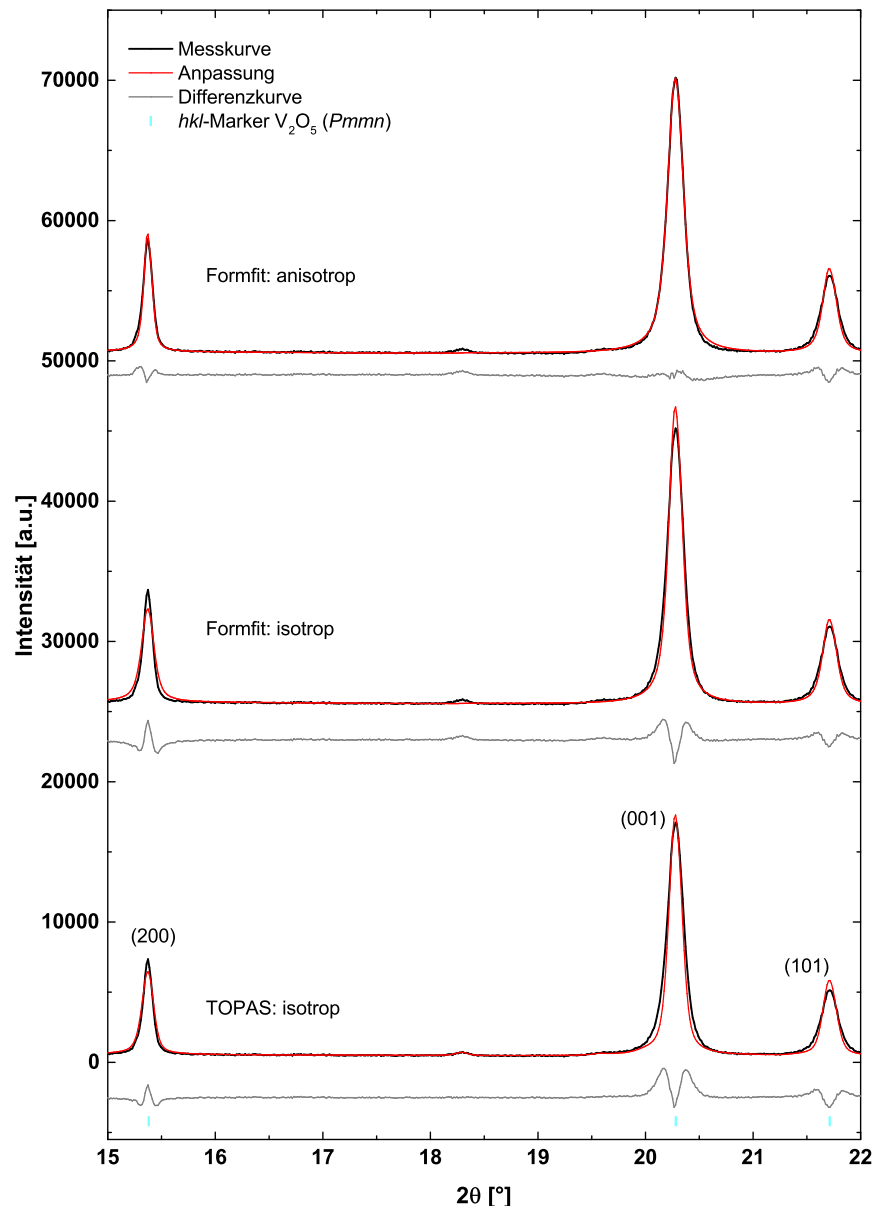 Messkurve
Anpassung
Differenzkurve
hkl-Marker V₂O₅ (Pmmn)
70000
60000
Formfit: anisotrop
50000
40000
Intensität [a.u.]
30000
Formfit: isotrop
20000
(001)
10000
(200)
(101)
TOPAS: isotrop
0
15 16 17 18 19 20 21 22
2θ [°]